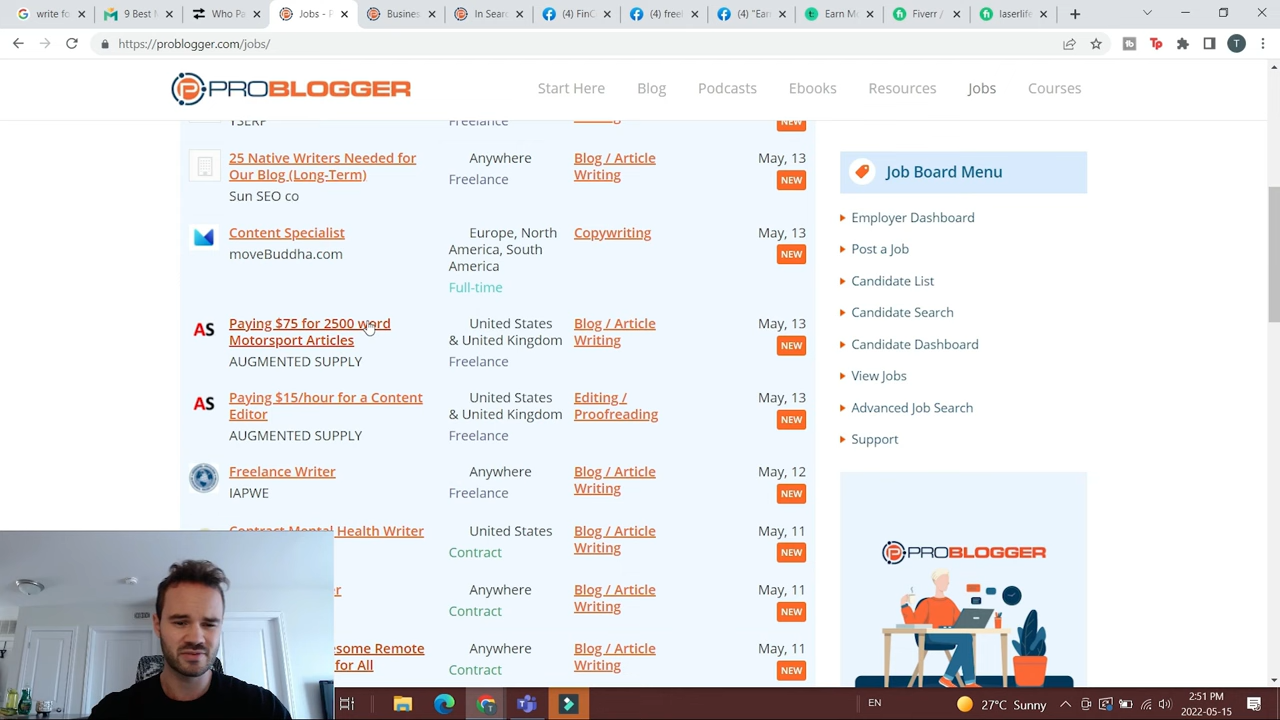 write for
9 Best M
Who Pa
Jobs - P
Busines
In Searc
(4) FinC
(4) freel
(4) "Ear
Earn M
Fiverr /
laserlife
https://problogger.com/jobs/
PROBLOGGER
Start Here
Blog
Podcasts
Ebooks
Resources
Jobs
Courses
TSERP
Freelance
NEW
25 Native Writers Needed for
Our Blog (Long-Term)
Sun SEO co
Anywhere
Freelance
Blog / Article
Writing
May, 13
NEW
Content Specialist
moveBuddha.com
Europe, North
America, South
America
Full-time
Copywriting
May, 13
NEW
AS
Paying $75 for 2500 word
Motorsport Articles
AUGMENTED SUPPLY
United States
& United Kingdom
Freelance
Blog / Article
Writing
May, 13
NEW
AS
Paying $15/hour for a Content
Editor
AUGMENTED SUPPLY
United States
& United Kingdom
Freelance
Editing /
Proofreading
May, 13
NEW
Freelance Writer
IAPWE
Anywhere
Freelance
Blog / Article
Writing
May, 12
NEW
Contract Mental Health Writer
United States
Contract
Blog / Article
Writing
May, 11
NEW
Anywhere
Contract
Blog / Article
Writing
May, 11
NEW
Remote
for All
Anywhere
Contract
Blog / Article
Writing
May, 11
NEW
Job Board Menu
Employer Dashboard
Post a Job
Candidate List
Candidate Search
Candidate Dashboard
View Jobs
Advanced Job Search
Support
PROBLOGGER
EN
27°C Sunny
2:51 PM
2022-05-15